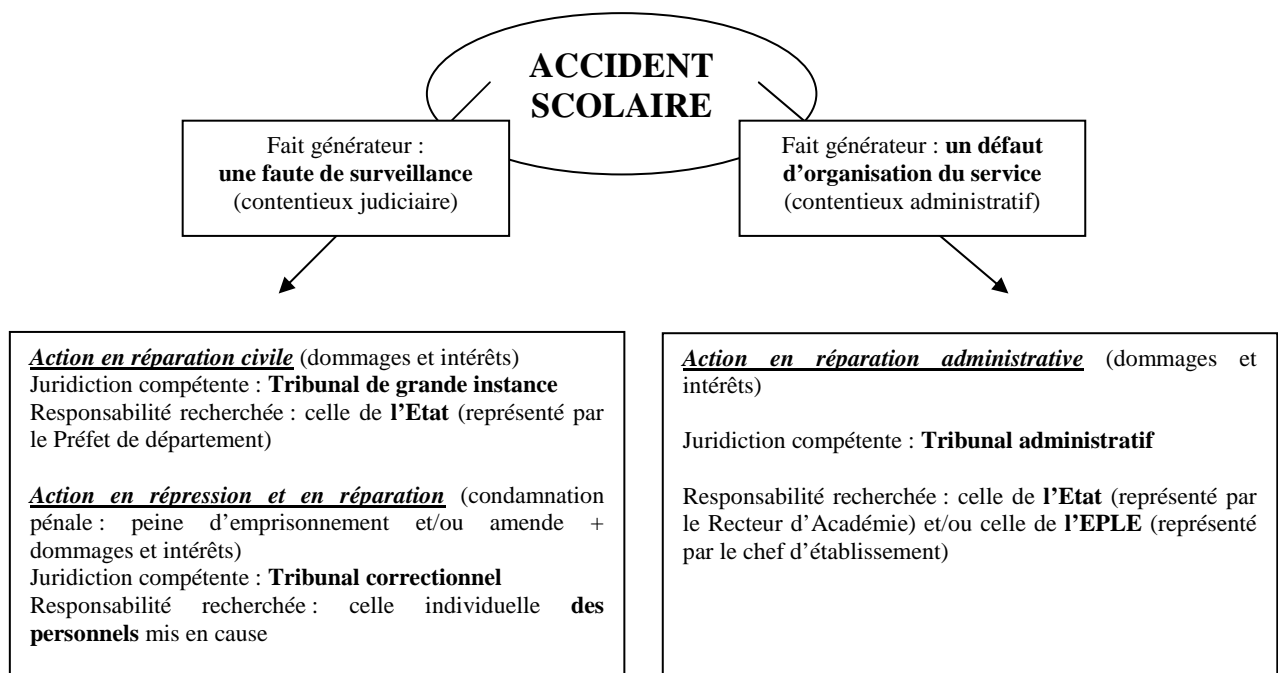 ACCIDENT
SCOLAIRE
Fait générateur :
une faute de surveillance
(contentieux judiciaire)
Fait générateur : un défaut
d’organisation du service
(contentieux administratif)
Action en réparation civile (dommages et intérêts)
Juridiction compétente : Tribunal de grande instance
Responsabilité recherchée : celle de l’Etat (représenté par
le Préfet de département)
Action en répression et en réparation (condamnation
pénale : peine d’emprisonnement et/ou amende +
dommages et intérêts)
Juridiction compétente : Tribunal correctionnel
Responsabilité recherchée : celle individuelle des
personnels mis en cause
Action en réparation administrative (dommages et
intérêts)
Juridiction compétente : Tribunal administratif
Responsabilité recherchée : celle de l’Etat (représenté par
le Recteur d’Académie) et/ou celle de l’EPLE (représenté
par le chef d’établissement)